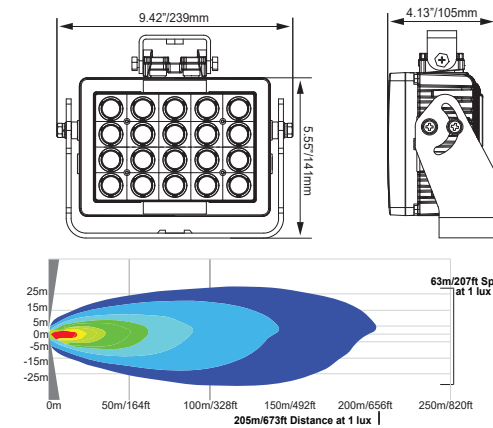 9.42"/239mm
4.13"/105mm
5.55"/141mm
63m/207ft Sp
at 1 lux
25m
15m
5m
0m
-5m
-15m
-25m
0m 50m/164ft 100m/328ft 150m/492ft 200m/656ft 250m/820ft
205m/673ft Distance at 1 lux